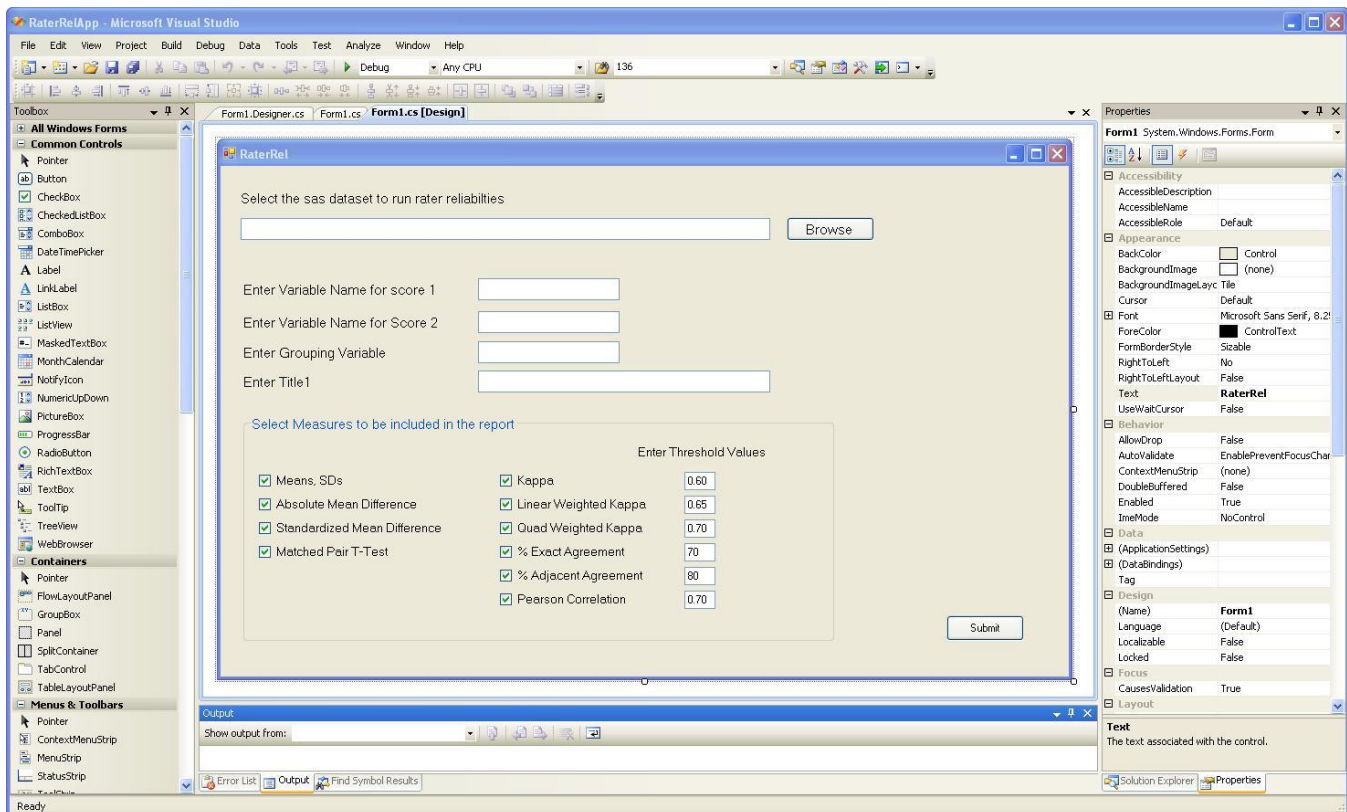 RaterRelApp - Microsoft Visual Studio
File Edit View Project Build Debug Data Tools Test Analyze Window Help
Debug Any CPU 136
Toolbox
All Windows Forms
Common Controls
Pointer
Button
CheckBox
CheckedListBox
ComboBox
DateTimePicker
Label
LinkLabel
ListBox
ListView
MaskedTextBox
MonthCalendar
NotifyIcon
NumericUpDown
PictureBox
ProgressBar
RadioButton
RichTextBox
TextBox
ToolTip
TreeView
WebBrowser
Containers
Pointer
FlowLayoutPanel
GroupBox
Panel
SplitContainer
TabControl
TableLayoutPanel
Menus & Toolbars
Pointer
ContextMenuStrip
MenuStrip
StatusStrip
Form1.Designer.cs Form1.cs Form1.cs [Design]
RaterRel
Select the sas dataset to run rater reliabilties
Browse
Enter Variable Name for score 1
Enter Variable Name for Score 2
Enter Grouping Variable
Enter Title1
Select Measures to be included in the report
Enter Threshold Values
Means, SDs Kappa 0.60
Absolute Mean Difference Linear Weighted Kappa 0.65
Standardized Mean Difference Quad Weighted Kappa 0.70
Matched Pair T-Test % Exact Agreement 70
% Adjacent Agreement 80
Pearson Correlation 0.70
Submit
Output
Show output from:
Error List Output Find Symbol Results
Properties
Form1 System.Windows.Forms.Form
Accessibility
AccessibleDescription
AccessibleName
AccessibleRole Default
Appearance
BackColor Control
BackgroundImage (none)
BackgroundImageLayc Tile
Cursor Default
Font Microsoft Sans Serif, 8.25
ForeColor ControlText
FormBorderStyle Sizable
RightToLeft No
RightToLeftLayout False
Text RaterRel
UseWaitCursor False
Behavior
AllowDrop False
AutoValidate EnablePreventFocusChar
ContextMenuStrip (none)
DoubleBuffered False
Enabled True
ImeMode NoControl
Data
(ApplicationSettings)
(DataBindings)
Tag
Design
(Name) Form1
Language (Default)
Localizable False
Locked False
Focus
CausesValidation True
Layout
Text
The text associated with the control.
Solution Explorer Properties
Ready